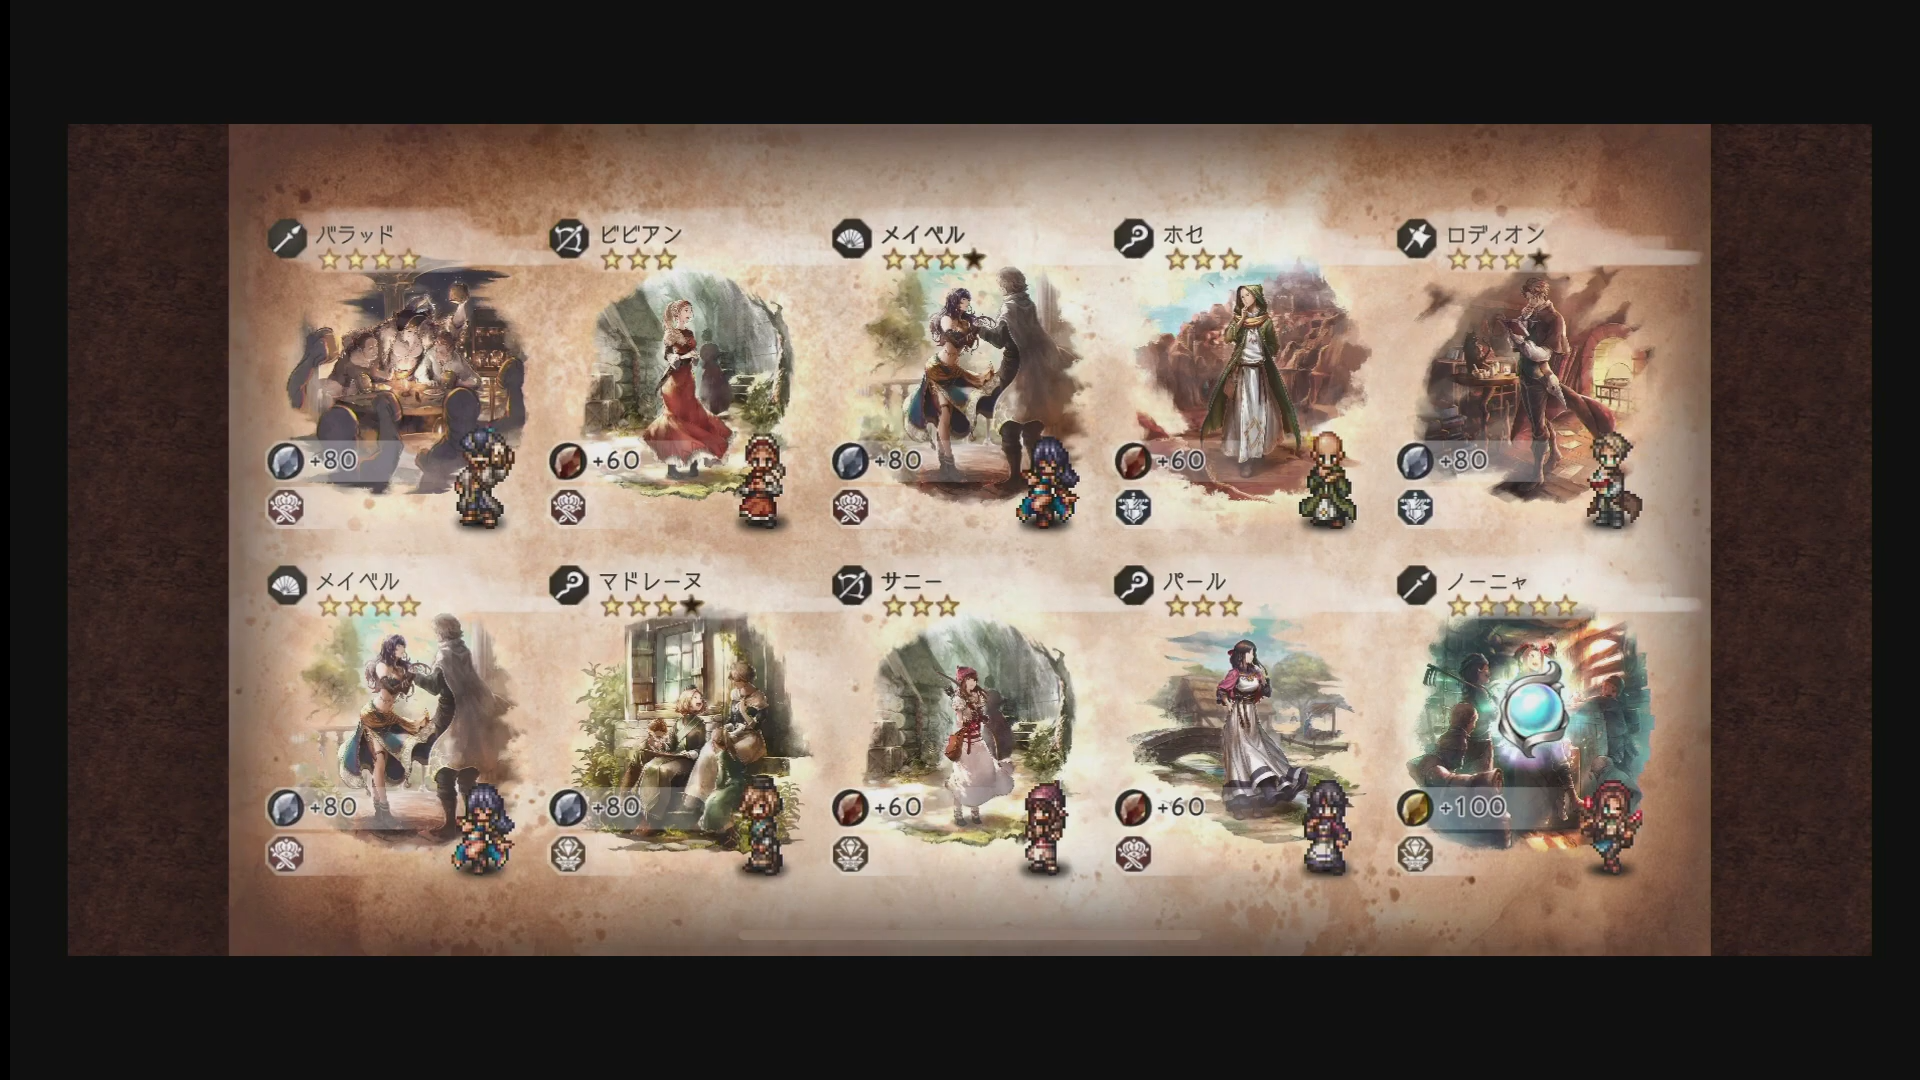 バラッド
ビビアン
メイベル
ホセ
ロディオン
+80
+60
+80
+60
+80
メイベル
マドレーヌ
サニー
パール
ノーニャ
+80
+80
+60
+60
+100